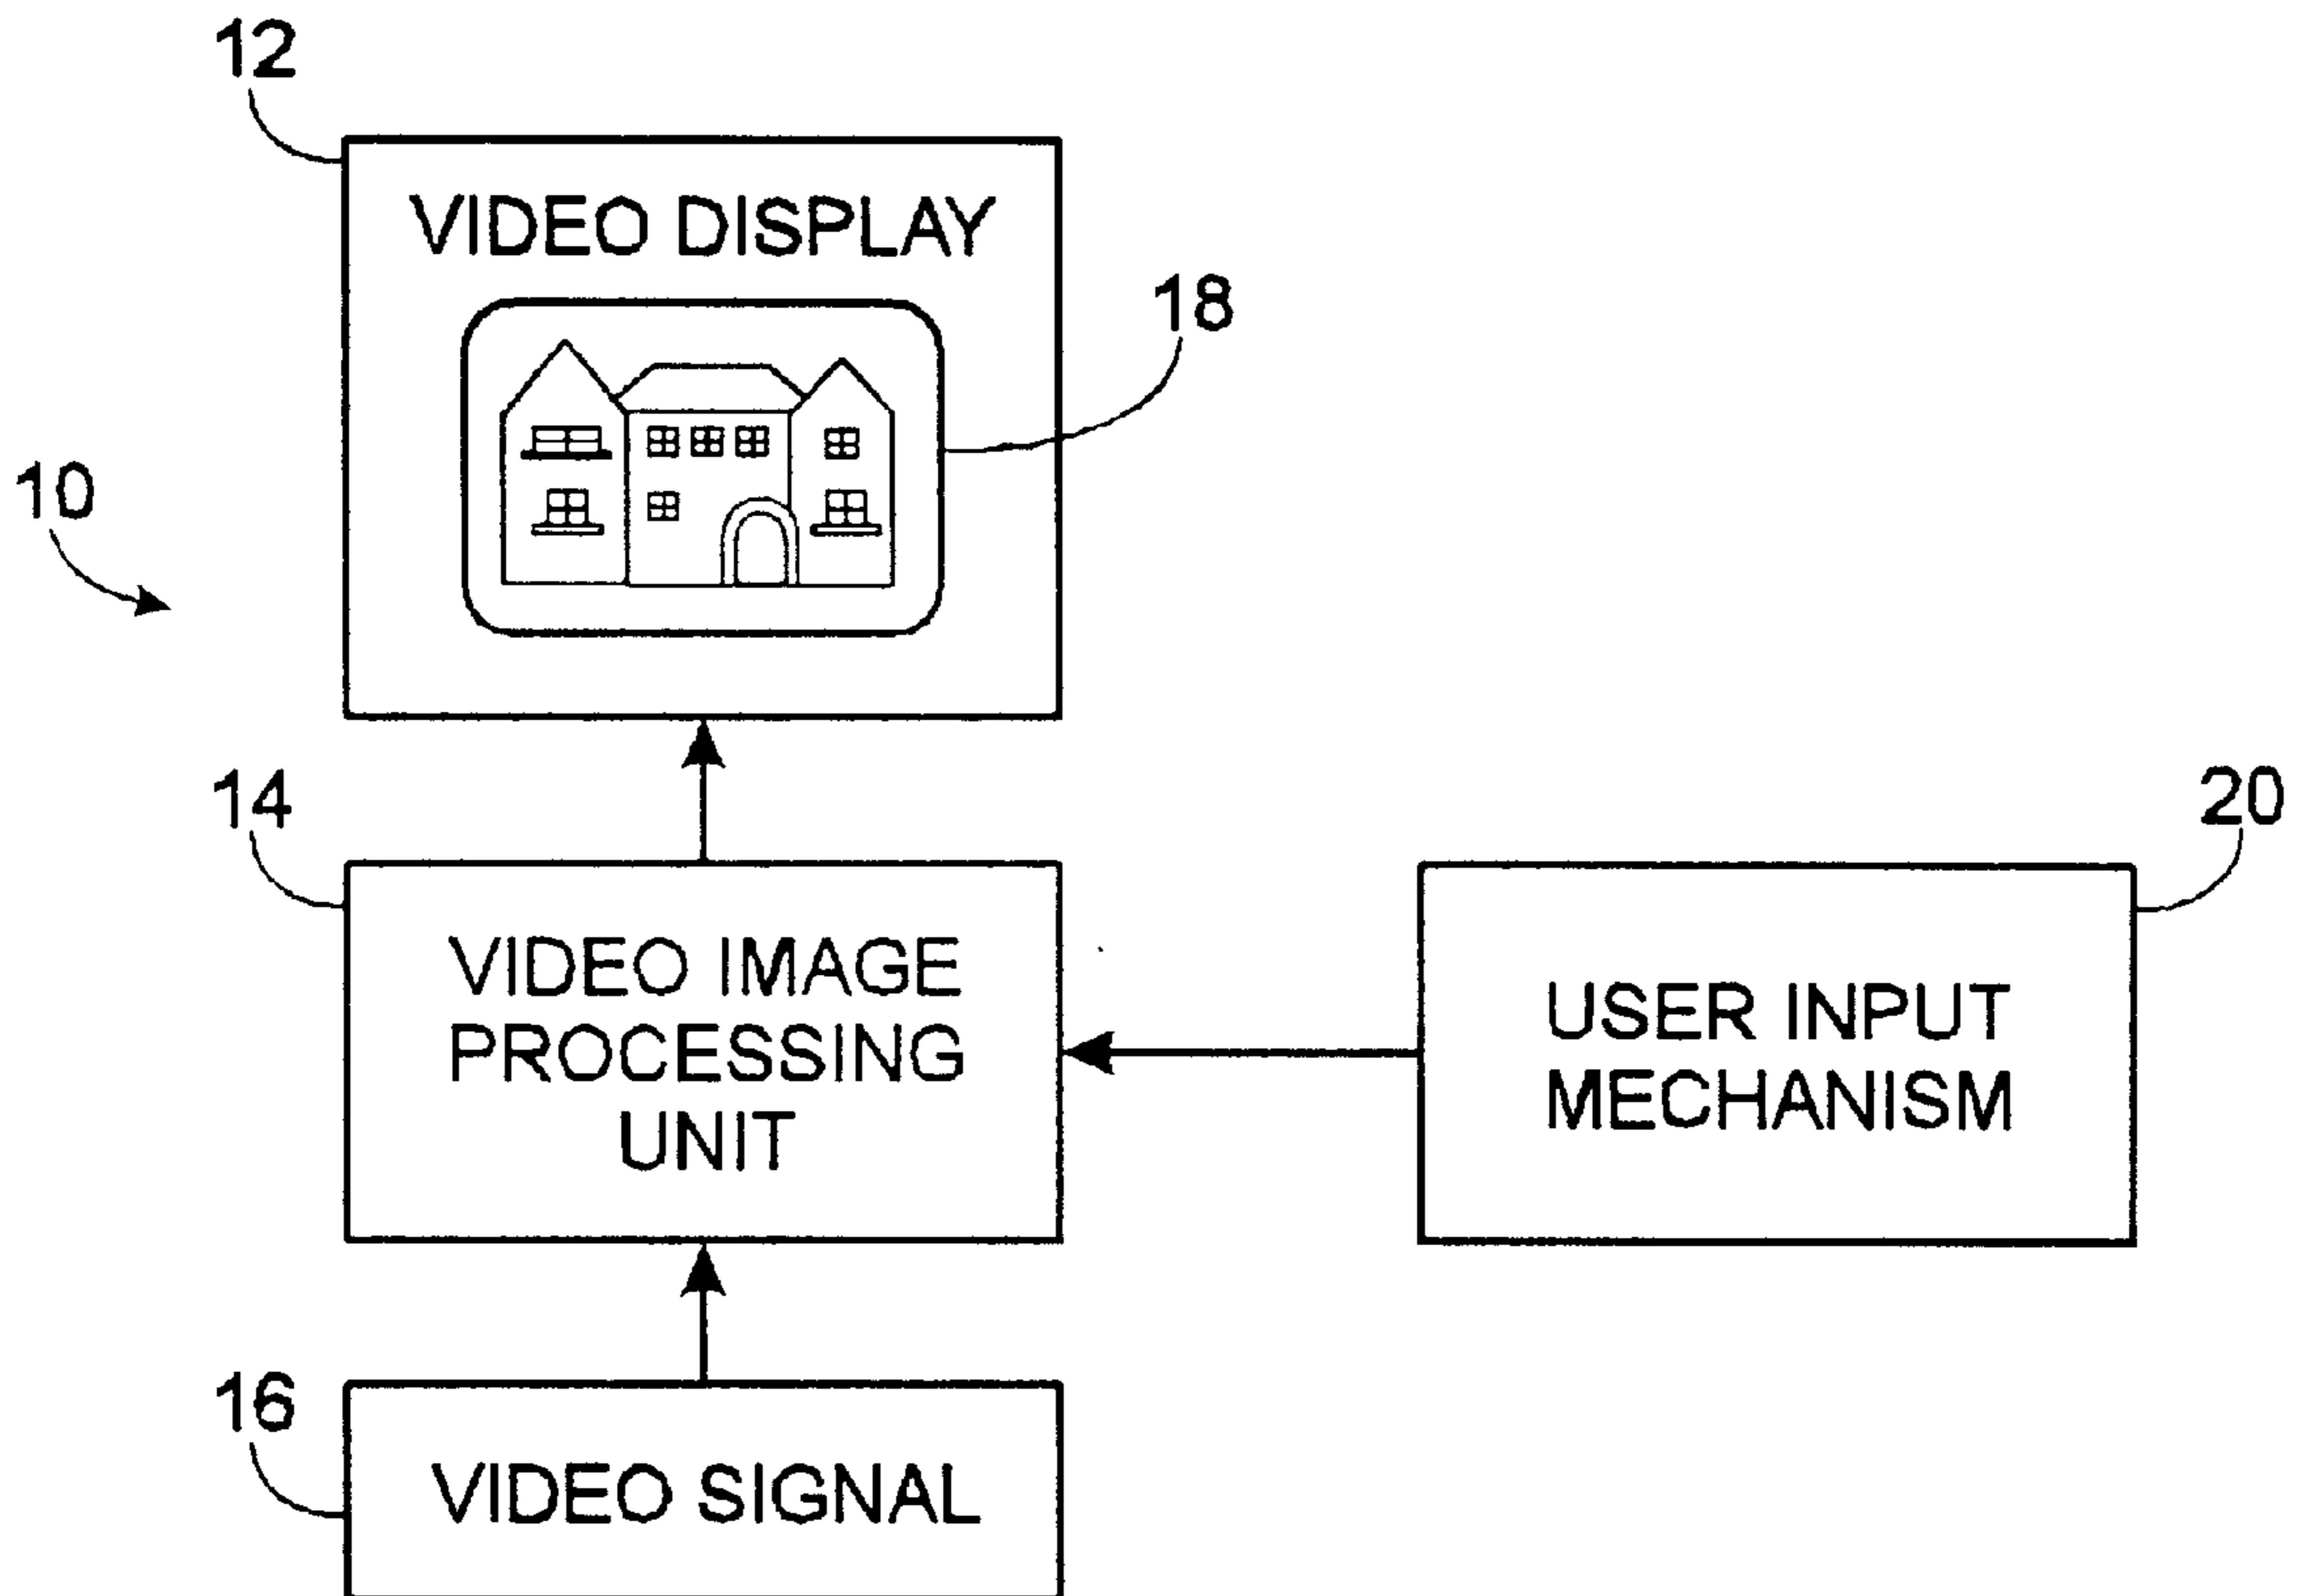 12
VIDEO DISPLAY
18
10
14
20
VIDEO IMAGE
PROCESSING
UNIT
USER INPUT
MECHANISM
16
VIDEO SIGNAL